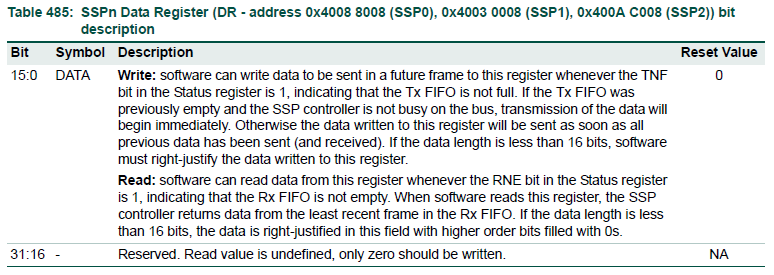 Table 485: SSPn Data Register (DR - address 0x4008 8008 (SSP0), 0x4003 0008 (SSP1), 0x400A C008 (SSP2)) bit
description
Bit Symbol Description Reset Value
15:0 DATA Write: software can write data to be sent in a future frame to this register whenever the TNF 0
bit in the Status register is 1, indicating that the Tx FIFO is not full. If the Tx FIFO was
previously empty and the SSP controller is not busy on the bus, transmission of the data will
begin immediately. Otherwise the data written to this register will be sent as soon as all
previous data has been sent (and received). If the data length is less than 16 bits, software
must right-justify the data written to this register.
Read: software can read data from this register whenever the RNE bit in the Status register
is 1, indicating that the Rx FIFO is not empty. When software reads this register, the SSP
controller returns data from the least recent frame in the Rx FIFO. If the data length is less
than 16 bits, the data is right-justified in this field with higher order bits filled with 0s.
31:16 - Reserved. Read value is undefined, only zero should be written. NA